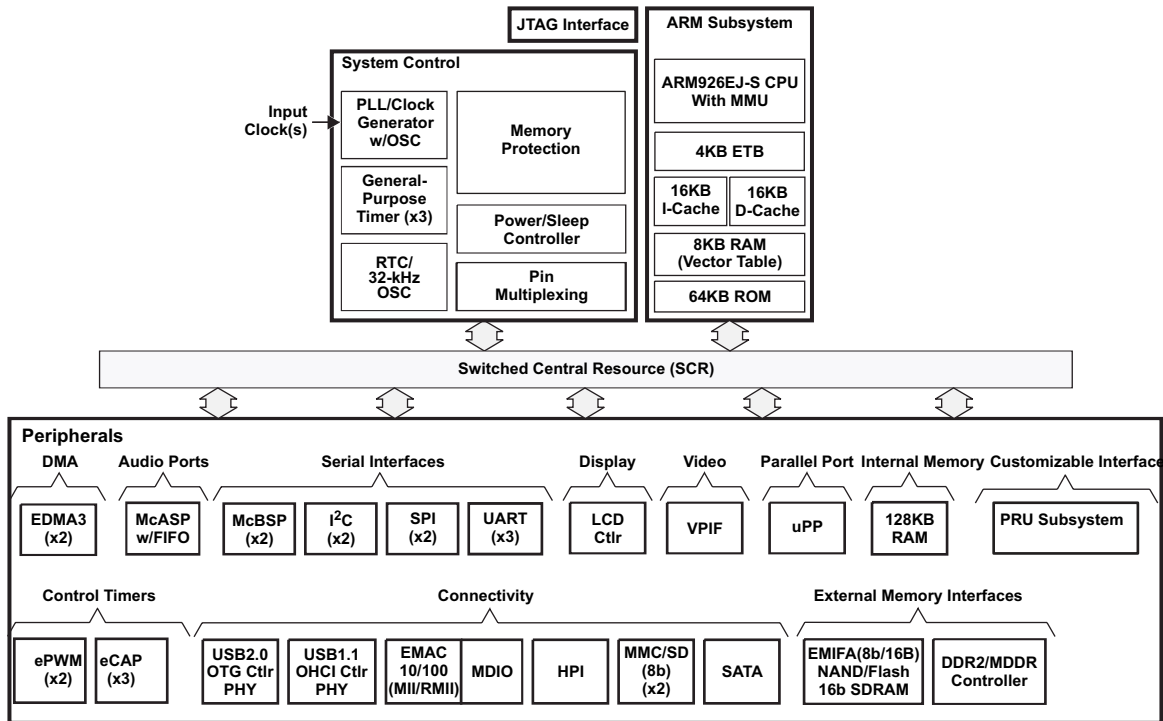 JTAG Interface
ARM Subsystem
System Control
ARM926EJ-S CPU
With MMU
4KB ETB
16KB
I-Cache
16KB
D-Cache
8KB RAM
(Vector Table)
64KB ROM
Input
Clock(s)
PLL/Clock
Generator
w/OSC
General-
Purpose
Timer (x3)
RTC/
32-kHz
OSC
Memory
Protection
Power/Sleep
Controller
Pin
Multiplexing
Switched Central Resource (SCR)
Peripherals
DMA
Audio Ports
Serial Interfaces
Display
Video
Parallel Port
Internal Memory
Customizable Interface
EDMA3
(x2)
McASP
w/FIFO
McBSP
(x2)
I²C
(x2)
SPI
(x2)
UART
(x3)
LCD
Ctlr
VPIF
uPP
128KB
RAM
PRU Subsystem
Control Timers
Connectivity
External Memory Interfaces
ePWM
(x2)
eCAP
(x3)
USB2.0
OTG Ctlr
PHY
USB1.1
OHCI Ctlr
PHY
EMAC
10/100
(MII/RMII)
MDIO
HPI
MMC/SD
(8b)
(x2)
SATA
EMIFA(8b/16B)
NAND/Flash
16b SDRAM
DDR2/MDDR
Controller